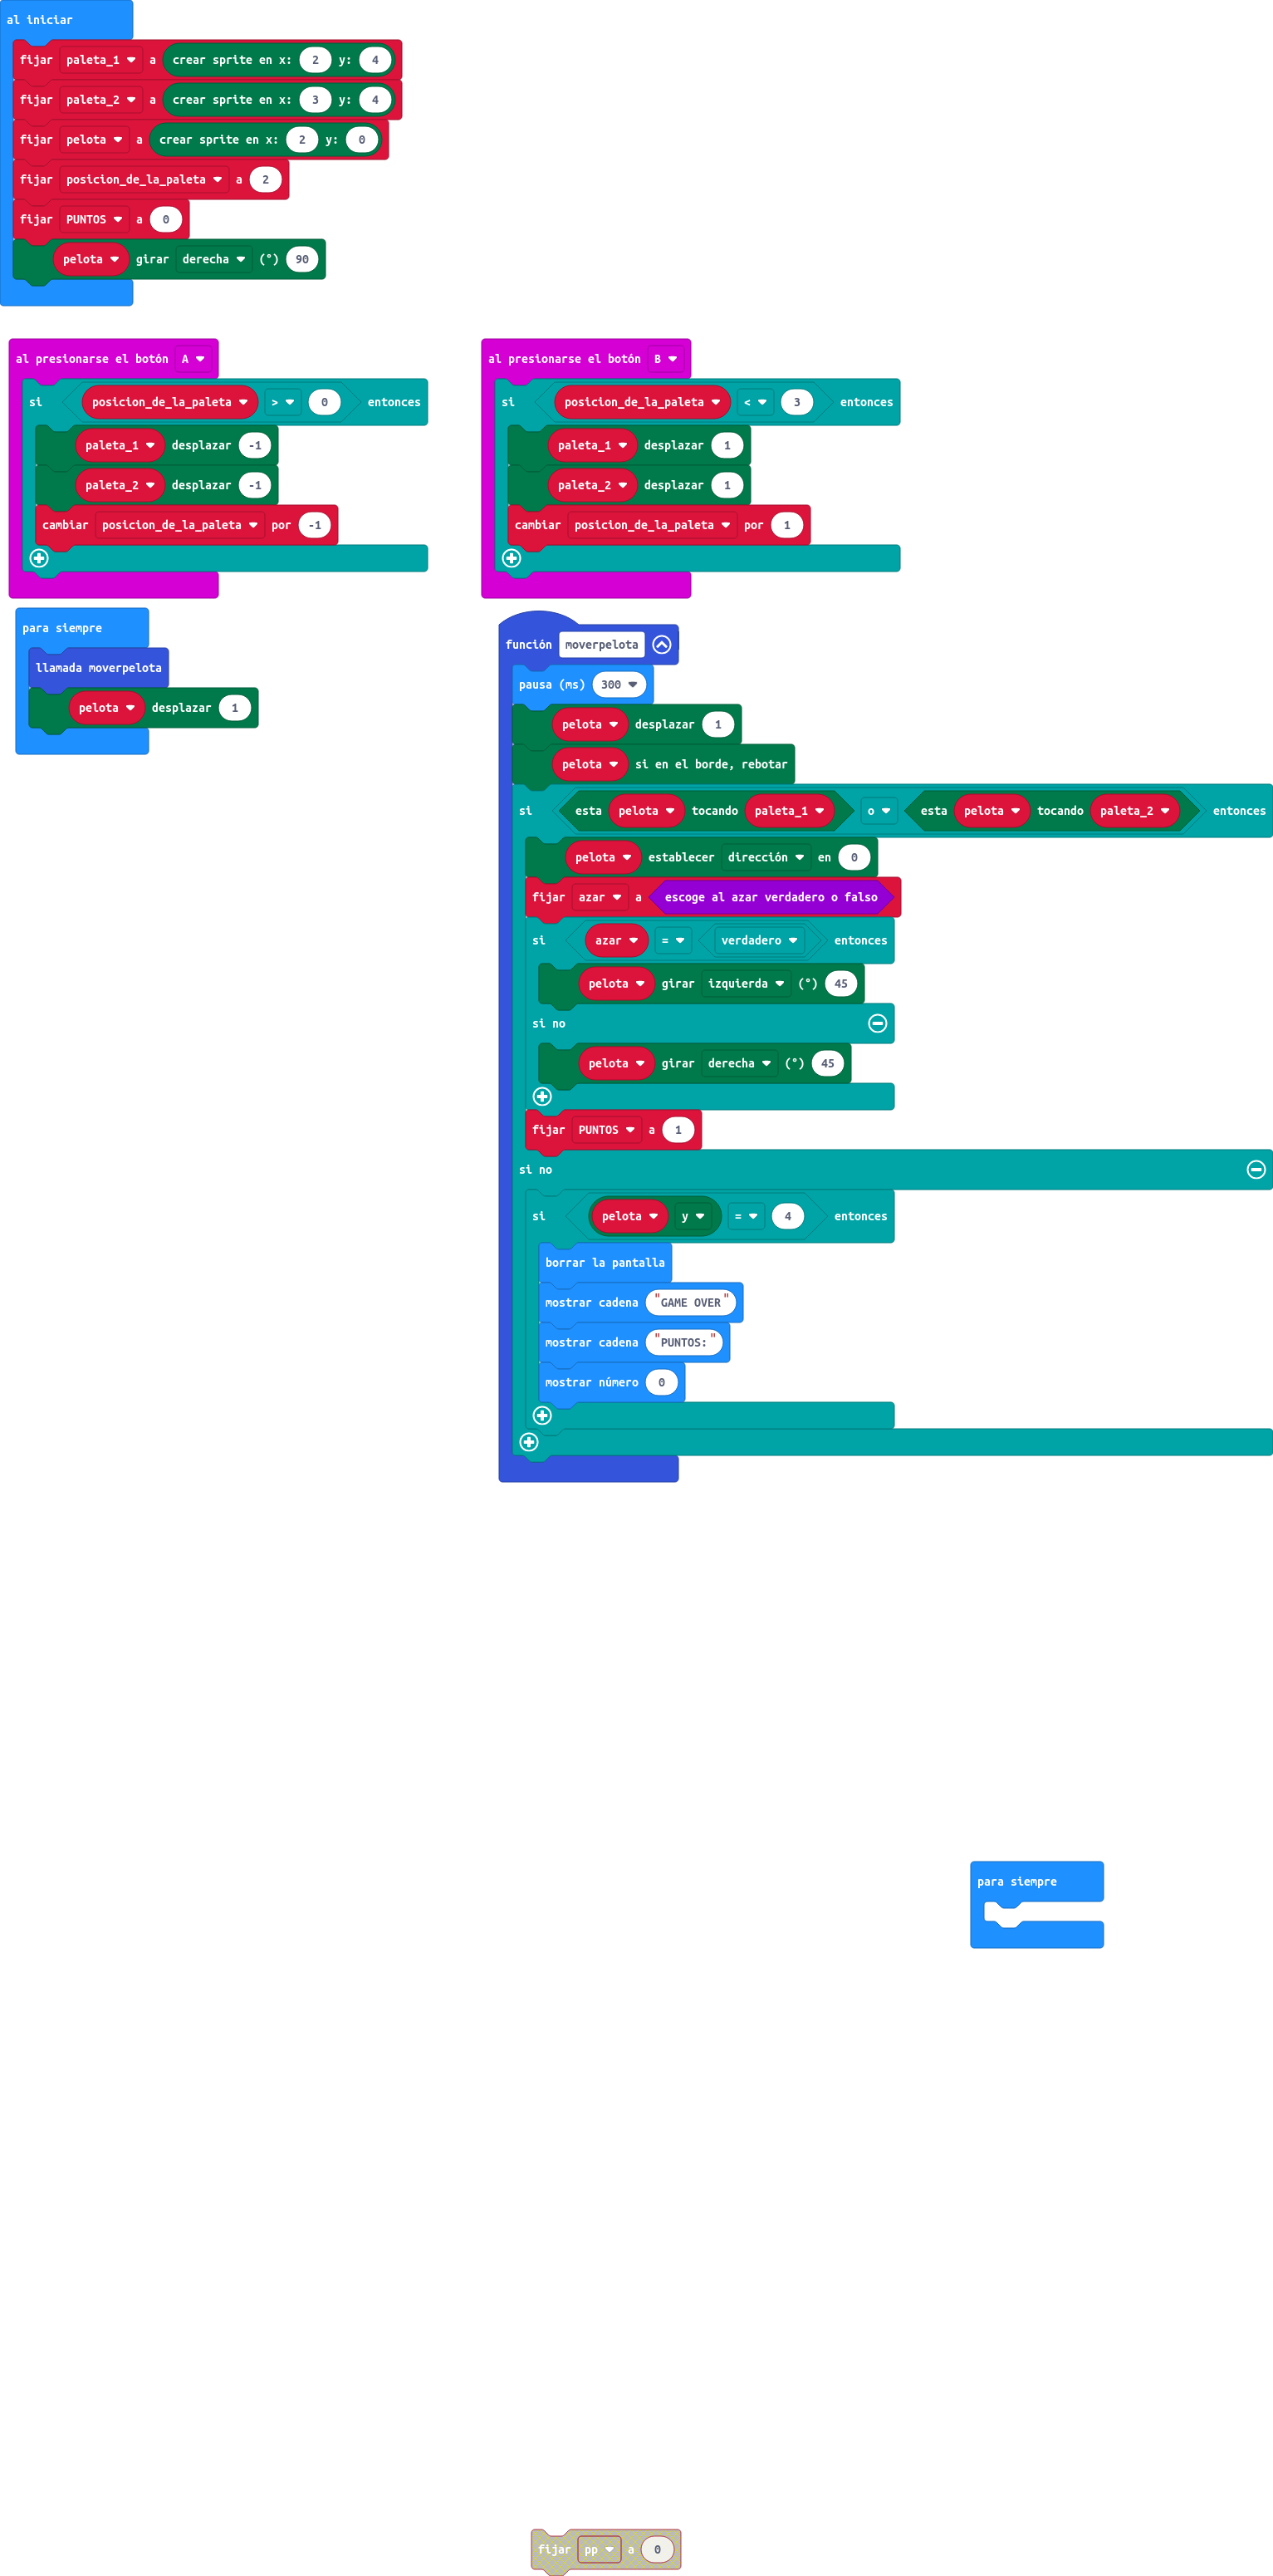 al iniciar
fijar paleta_1 a crear sprite en x: 2 y: 4
fijar paleta_2 a crear sprite en x: 3 y: 4
fijar pelota a crear sprite en x: 2 y: 0
fijar posicion_de_la_paleta a 2
fijar PUNTOS a 0
pelota girar derecha (°) 90
al presionarse el botón A
si posicion_de_la_paleta > 0 entonces
paleta_1 desplazar -1
paleta_2 desplazar -1
cambiar posicion_de_la_paleta por -1
al presionarse el botón B
si posicion_de_la_paleta < 3 entonces
paleta_1 desplazar 1
paleta_2 desplazar 1
cambiar posicion_de_la_paleta por 1
para siempre
llamada moverpelota
pelota desplazar 1
función moverpelota
pausa (ms) 300
pelota desplazar 1
pelota si en el borde, rebotar
si esta pelota tocando paleta_1 o esta pelota tocando paleta_2 entonces
pelota establecer dirección en 0
fijar azar a escoge al azar verdadero o falso
si azar = verdadero entonces
pelota girar izquierda (°) 45
si no
pelota girar derecha (°) 45
fijar PUNTOS a 1
si no
si pelota y = 4 entonces
borrar la pantalla
mostrar cadena "GAME OVER"
mostrar cadena "PUNTOS:"
mostrar número 0
para siempre
fijar pp a 0